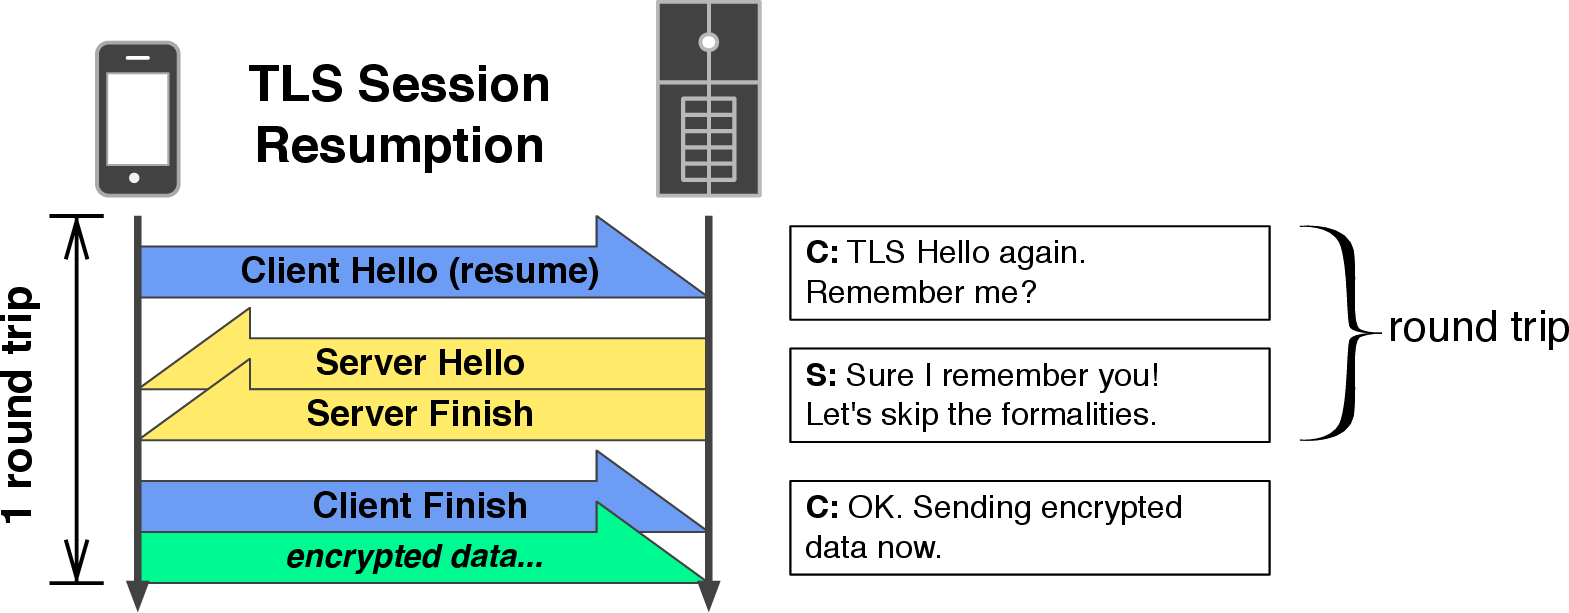 TLS Session
Resumption
1 round trip
Client Hello (resume)
Server Hello
Server Finish
Client Finish
encrypted data...
C: TLS Hello again.
Remember me?
S: Sure I remember you!
Let's skip the formalities.
C: OK. Sending encrypted
data now.
round trip